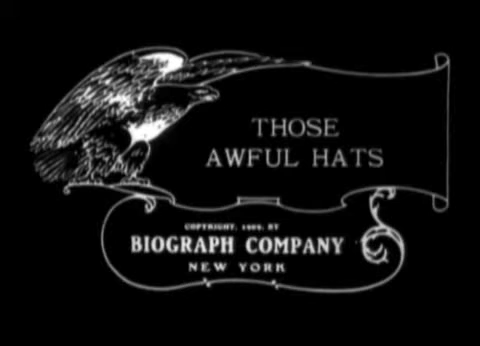 THOSE
AWFUL HATS
COPYRIGHT, 1909, BY
BIOGRAPH COMPANY
NEW YORK